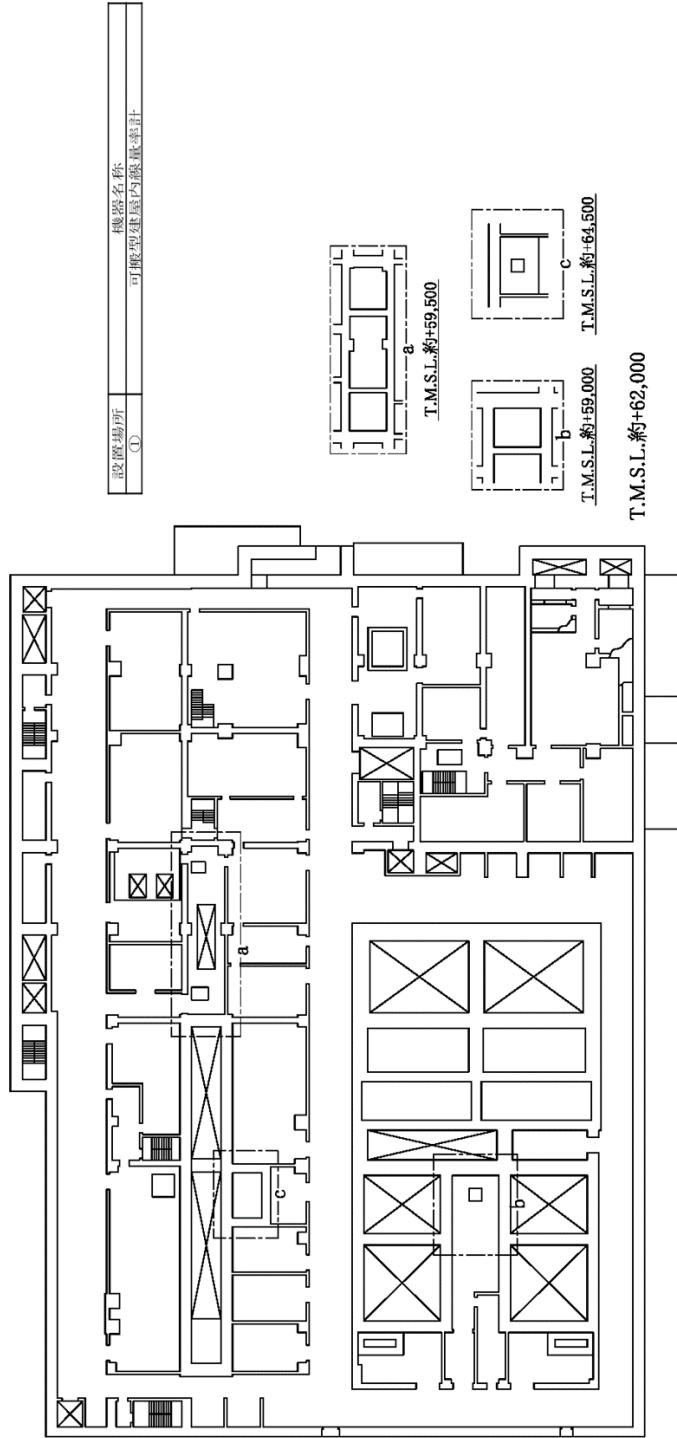 設置場所 機器名称
① 可搬型建屋内線量率計
a
T.M.S.L.約+59,500
b
T.M.S.L.約+59,000
c
T.M.S.L.約+64,500
T.M.S.L.約+62,000
a
c
b